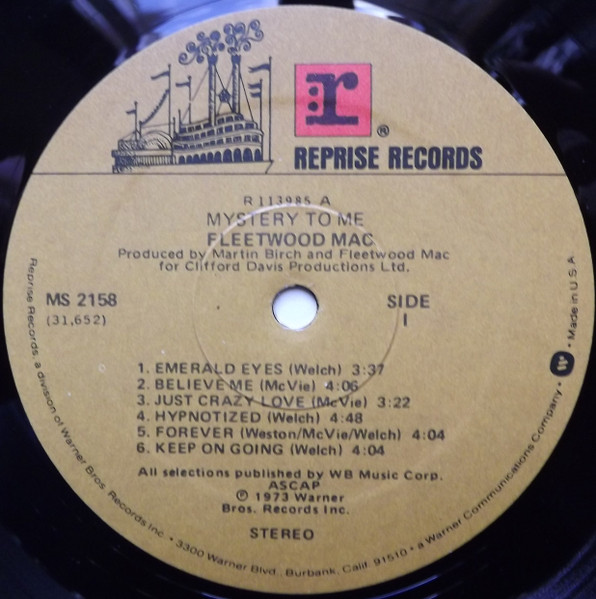 :r
®
REPRISE RECORDS
R 113985 A
MYSTERY TO ME
FLEETWOOD MAC
Produced by Martin Birch and Fleetwood Mac
for Clifford Davis Productions Ltd.
MS 2158
(31,652)
SIDE
I
1. EMERALD EYES (Welch) 3:37
2. BELIEVE ME (McVie) 4:06
3. JUST CRAZY LOVE (McVie) 3:22
4. HYPNOTIZED (Welch) 4:48
5. FOREVER (Weston/McVie/Welch) 4:04
6. KEEP ON GOING (Welch) 4:04
All selections published by WB Music Corp.
ASCAP
℗ 1973 Warner
Bros. Records Inc.
STEREO
Reprise Records, a division of Warner Bros. Records Inc. • 3300 Warner Blvd., Burbank, Calif. 91510 • a Warner Communications Company • W • Made in U.S.A.